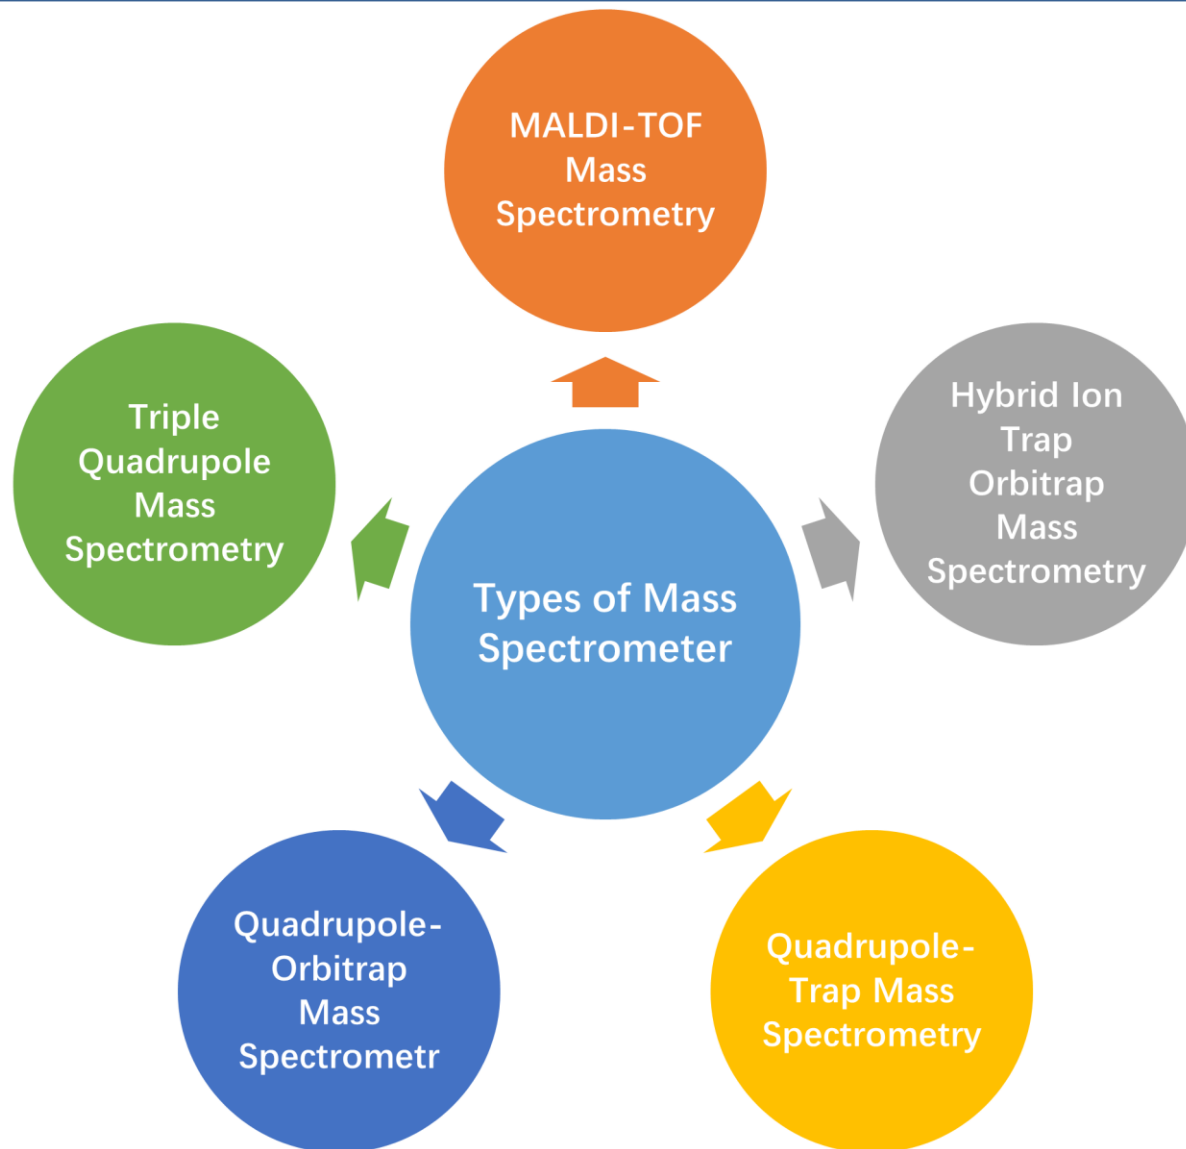 MALDI-TOF
Mass
Spectrometry
Triple
Quadrupole
Mass
Spectrometry
Hybrid Ion
Trap
Orbitrap
Mass
Spectrometry
Types of Mass
Spectrometer
Quadrupole-
Orbitrap
Mass
Spectrometr
Quadrupole-
Trap Mass
Spectrometry